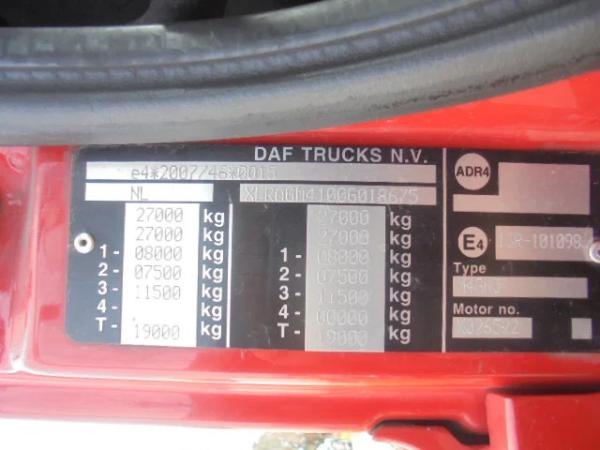 DAF TRUCKS N.V.
e4*2007/46*0015
NL
27000 kg 27000 kg
27000 kg 27000 kg
1 - 08000 kg 1 - 08000 kg
2 - 07500 kg 2 - 07500 kg
3 - 11500 kg 3 - 11500 kg
4 - kg 4 - 00000 kg
T - 19000 kg T - 19000 kg
ADR4
E4 13R-101098
Type
Motor no.